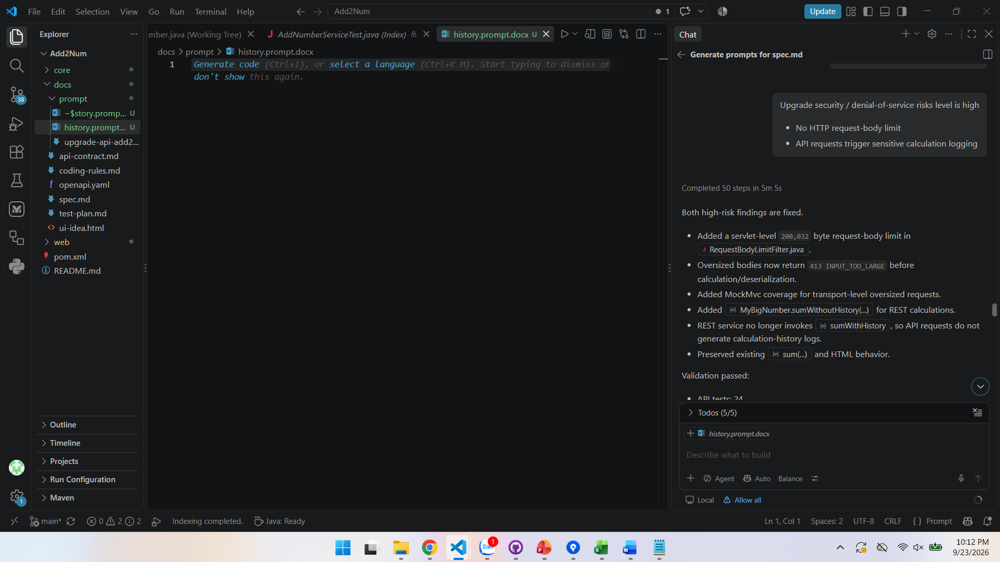 File Edit Selection View Go Run Terminal Help
Add2Num
1
Update
Explorer
Add2Num
core
docs
prompt
~$story.promp... U
history.prompt... U
upgrade-api-add2...
api-contract.md
coding-rules.md
! openapi.yaml
spec.md
test-plan.md
<> ui-idea.html
web
pom.xml
README.md
Outline
Timeline
Projects
Run Configuration
Maven
38
1
mber.java (Working Tree)
J AddNumberServiceTest.java (Index)
history.prompt.docx U
docs > prompt > history.prompt.docx
1
Generate code (Ctrl+I), or select a language (Ctrl+K M). Start typing to dismiss or
don't show this again.
Chat
Generate prompts for spec.md
Upgrade security / denial-of-service risks level is high
• No HTTP request-body limit
• API requests trigger sensitive calculation logging
Completed 50 steps in 5m 5s
Both high-risk findings are fixed.
• Added a servlet-level 200,032 byte request-body limit in
J RequestBodyLimitFilter.java .
• Oversized bodies now return 413 INPUT_TOO_LARGE before
calculation/deserialization.
• Added MockMvc coverage for transport-level oversized requests.
• Added MyBigNumber.sumWithoutHistory(...) for REST calculations.
• REST service no longer invokes sumWithHistory , so API requests do not
generate calculation-history logs.
• Preserved existing sum(...) and HTML behavior.
Validation passed:
• API tests: 24
Todos (5/5)
history.prompt.docx
Describe what to build
Agent Auto Balance
Local Allow all
main* 0 2 2 Indexing completed. Java: Ready
Ln 1, Col 1 Spaces: 2 UTF-8 CRLF {} Prompt
Zalo
1
P
X
W
10:12 PM
9/23/2026